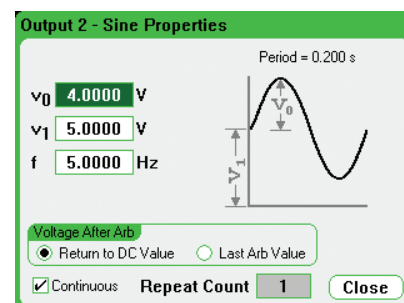 Output 2 - Sine Properties
Period = 0.200 s
v0 4.0000 V
v1 5.0000 V
f 5.0000 Hz
V0
V1
Voltage After Arb
Return to DC Value Last Arb Value
Continuous Repeat Count 1 Close